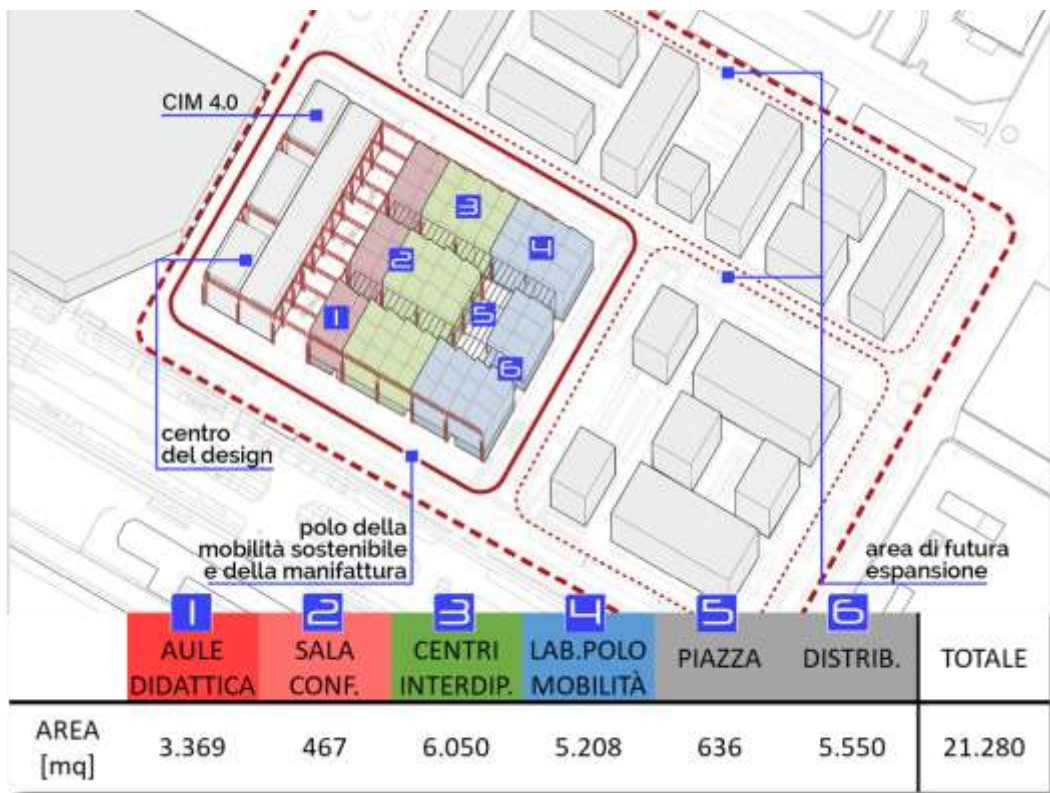 CIM 4.0
3
4
2
5
1
6
centro
del design
polo della
mobilità sostenibile
e della manifattura
area di futura
espansione
1 2 3 4 5 6
AULE DIDATTICA SALA CONF. CENTRI INTERDIP. LAB.POLO MOBILITÀ PIAZZA DISTRIB. TOTALE
AREA [mq] 3.369 467 6.050 5.208 636 5.550 21.280